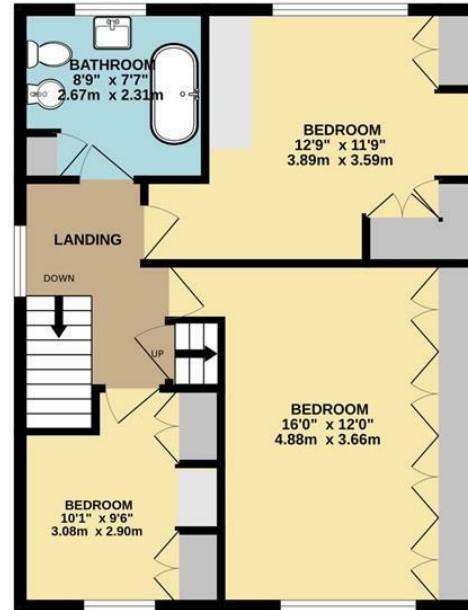 BATHROOM
8'9" x 7'7"
2.67m x 2.31m
BEDROOM
12'9" x 11'9"
3.89m x 3.59m
LANDING
DOWN
UP
BEDROOM
16'0" x 12'0"
4.88m x 3.66m
BEDROOM
10'1" x 9'6"
3.08m x 2.90m